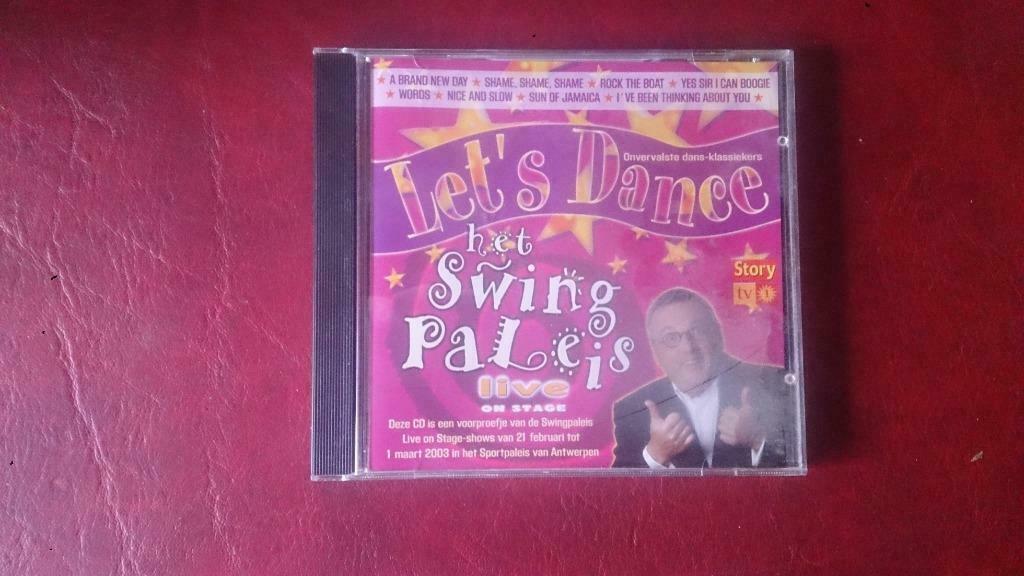 ★ A BRAND NEW DAY ★ SHAME, SHAME, SHAME ★ ROCK THE BOAT ★ YES SIR I CAN BOOGIE
★ WORDS ★ NICE AND SLOW ★ SUN OF JAMAICA ★ I´VE BEEN THINKING ABOUT YOU ★
Onvervalste dans-klassiekers
Let's Dance
het
Swing
PaLeis
live
ON STAGE
Story
tv1
Deze CD is een voorproefje van de Swingpaleis
Live on Stage-shows van 21 februari tot
1 maart 2003 in het Sportpaleis van Antwerpen